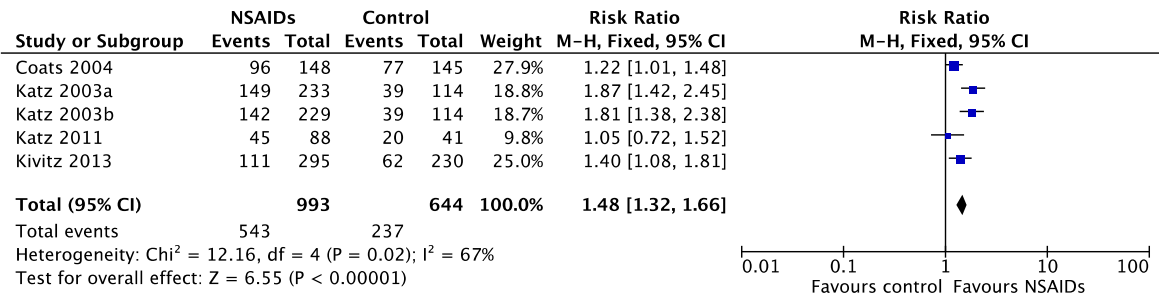 NSAIDs Control Risk Ratio Risk Ratio
Study or Subgroup Events Total Events Total Weight M-H, Fixed, 95% CI M-H, Fixed, 95% CI
Coats 2004 96 148 77 145 27.9% 1.22 [1.01, 1.48]
Katz 2003a 149 233 39 114 18.8% 1.87 [1.42, 2.45]
Katz 2003b 142 229 39 114 18.7% 1.81 [1.38, 2.38]
Katz 2011 45 88 20 41 9.8% 1.05 [0.72, 1.52]
Kivitz 2013 111 295 62 230 25.0% 1.40 [1.08, 1.81]
Total (95% CI) 993 644 100.0% 1.48 [1.32, 1.66]
Total events 543 237
Heterogeneity: Chi² = 12.16, df = 4 (P = 0.02); I² = 67%
Test for overall effect: Z = 6.55 (P < 0.00001)
0.01 0.1 1 10 100
Favours control Favours NSAIDs